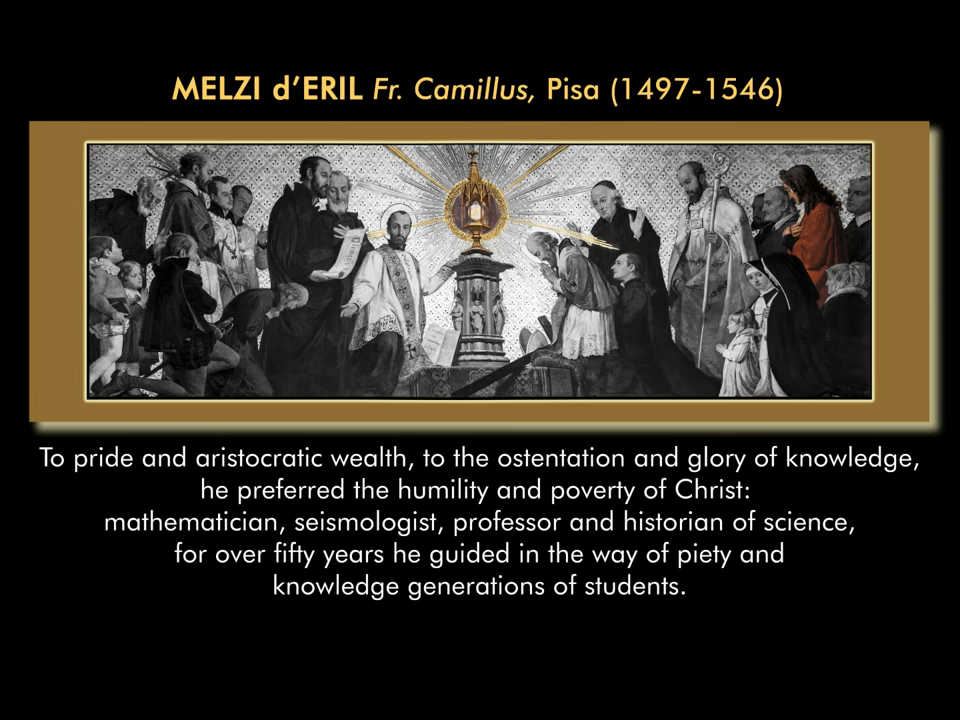 MELZI d’ERIL Fr. Camillus, Pisa (1497-1546)
To pride and aristocratic wealth, to the ostentation and glory of knowledge,
he preferred the humility and poverty of Christ:
mathematician, seismologist, professor and historian of science,
for over fifty years he guided in the way of piety and
knowledge generations of students.